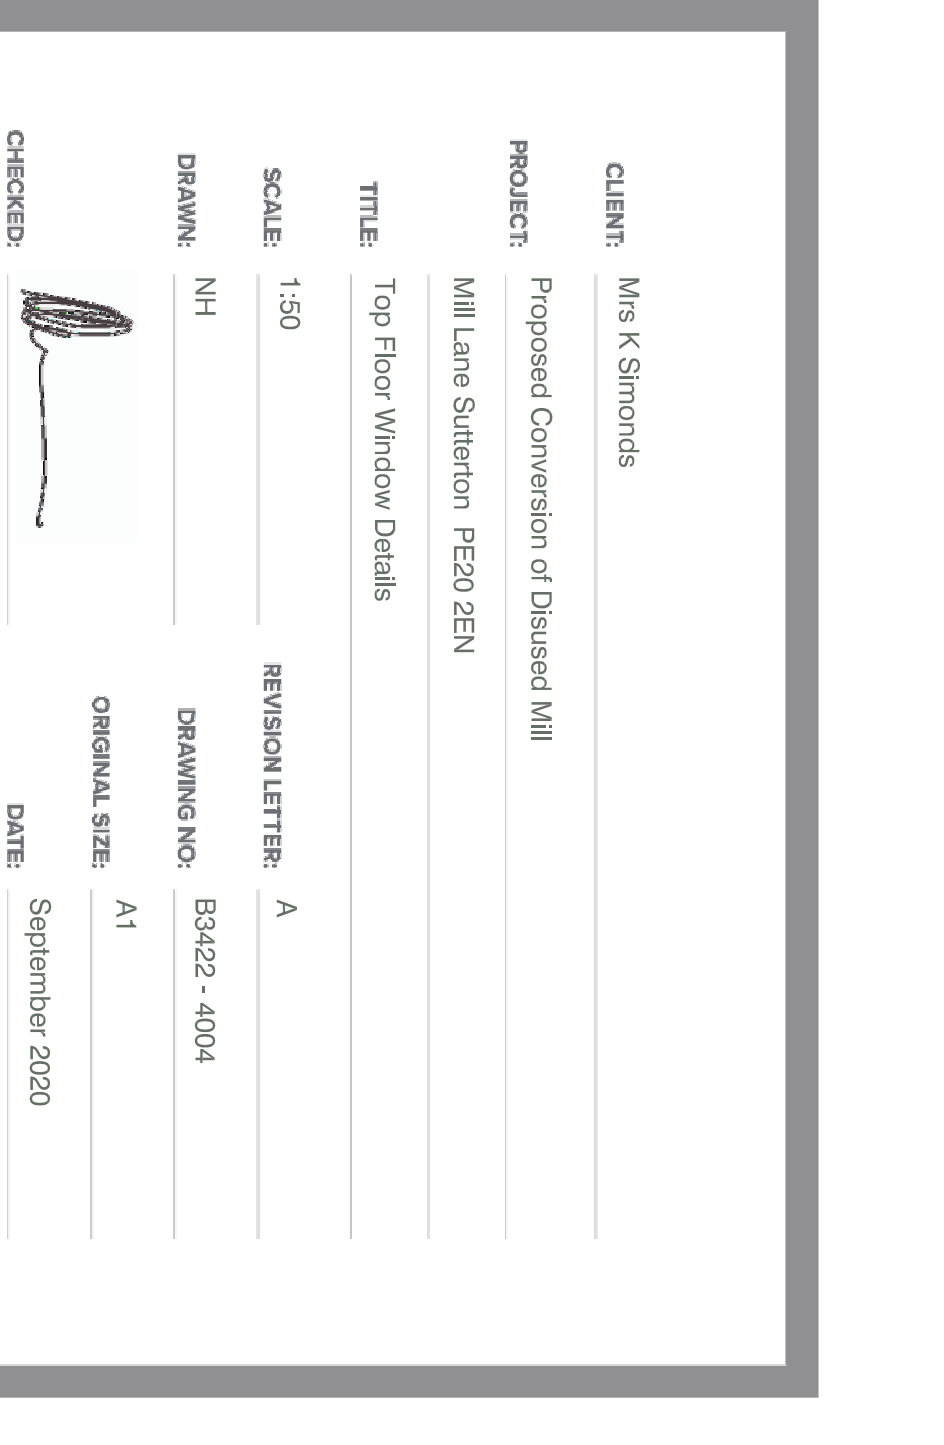 CLIENT: Mrs K Simonds
PROJECT: Proposed Conversion of Disused Mill
Mill Lane Sutterton PE20 2EN
TITLE: Top Floor Window Details
SCALE: 1:50 REVISION LETTER: A
DRAWN: NH DRAWING NO: B3422 - 4004
ORIGINAL SIZE: A1
CHECKED: DATE: September 2020